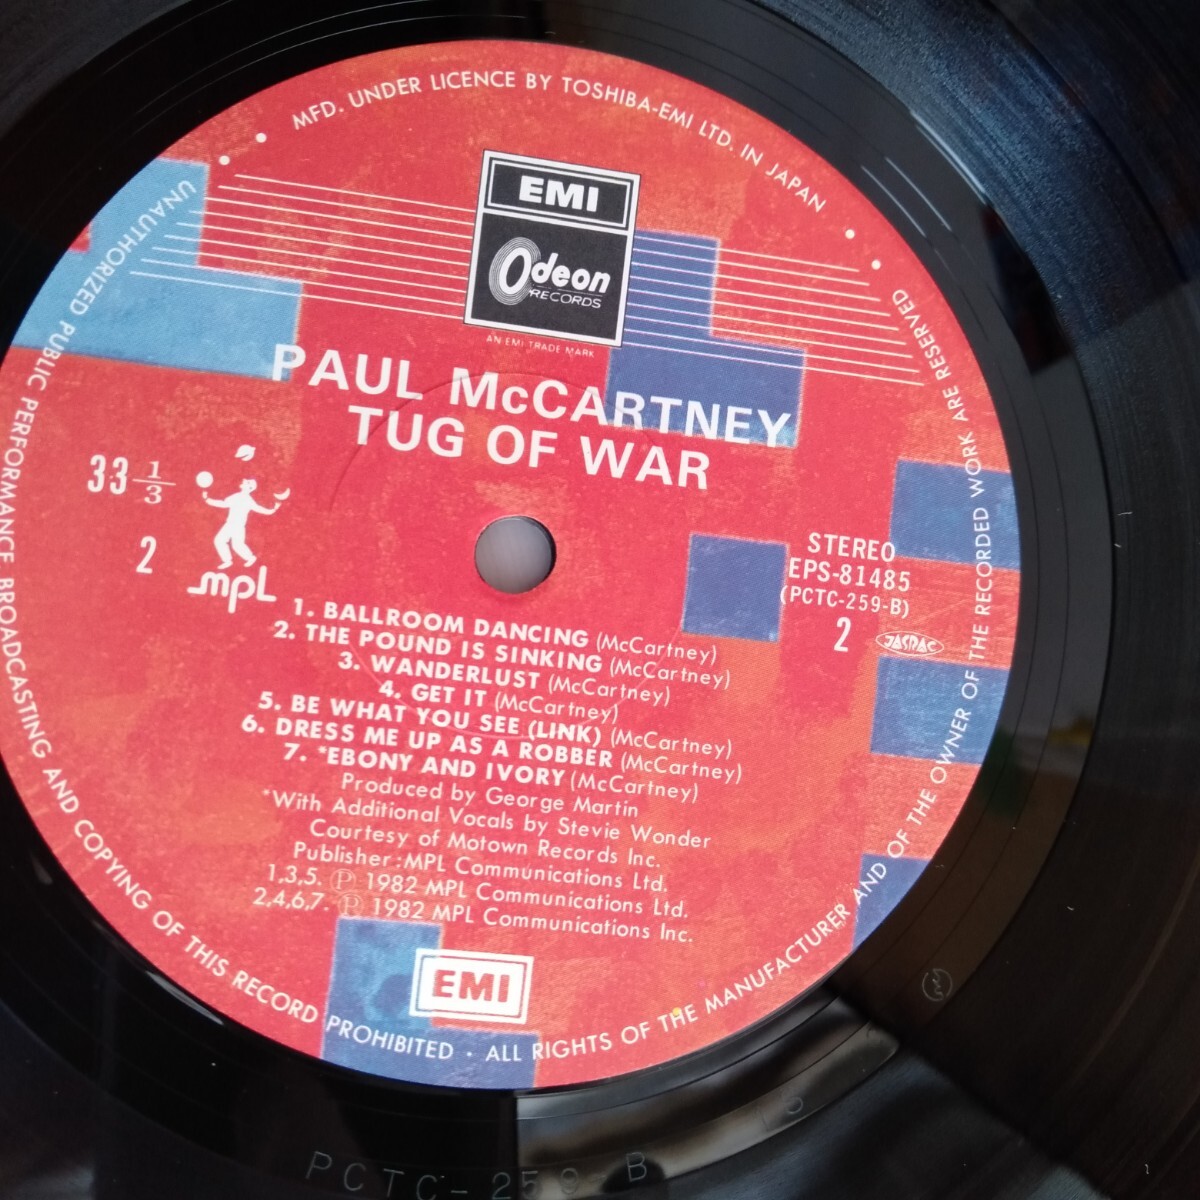 MFD. UNDER LICENCE BY TOSHIBA-EMI LTD. IN JAPAN
EMI
Odeon
RECORDS
AN EMI TRADE MARK
PAUL McCARTNEY
TUG OF WAR
33 1/3
2
mpl
STEREO
EPS-81485
(PCTC-259-B)
2
JASRAC
1. BALLROOM DANCING (McCartney)
2. THE POUND IS SINKING (McCartney)
3. WANDERLUST (McCartney)
4. GET IT (McCartney)
5. BE WHAT YOU SEE (LINK) (McCartney)
6. DRESS ME UP AS A ROBBER (McCartney)
7. *EBONY AND IVORY (McCartney)
Produced by George Martin
*With Additional Vocals by Stevie Wonder
Courtesy of Motown Records Inc.
Publisher:MPL Communications Ltd.
1,3,5. ℗ 1982 MPL Communications Ltd.
2,4,6,7. ℗ 1982 MPL Communications Inc.
EMI
UNAUTHORIZED PUBLIC PERFORMANCE BROADCASTING AND COPYING OF THIS RECORD PROHIBITED · ALL RIGHTS OF THE MANUFACTURER AND OF THE OWNER OF THE RECORDED WORK ARE RESERVED
15
PCTC-259 B